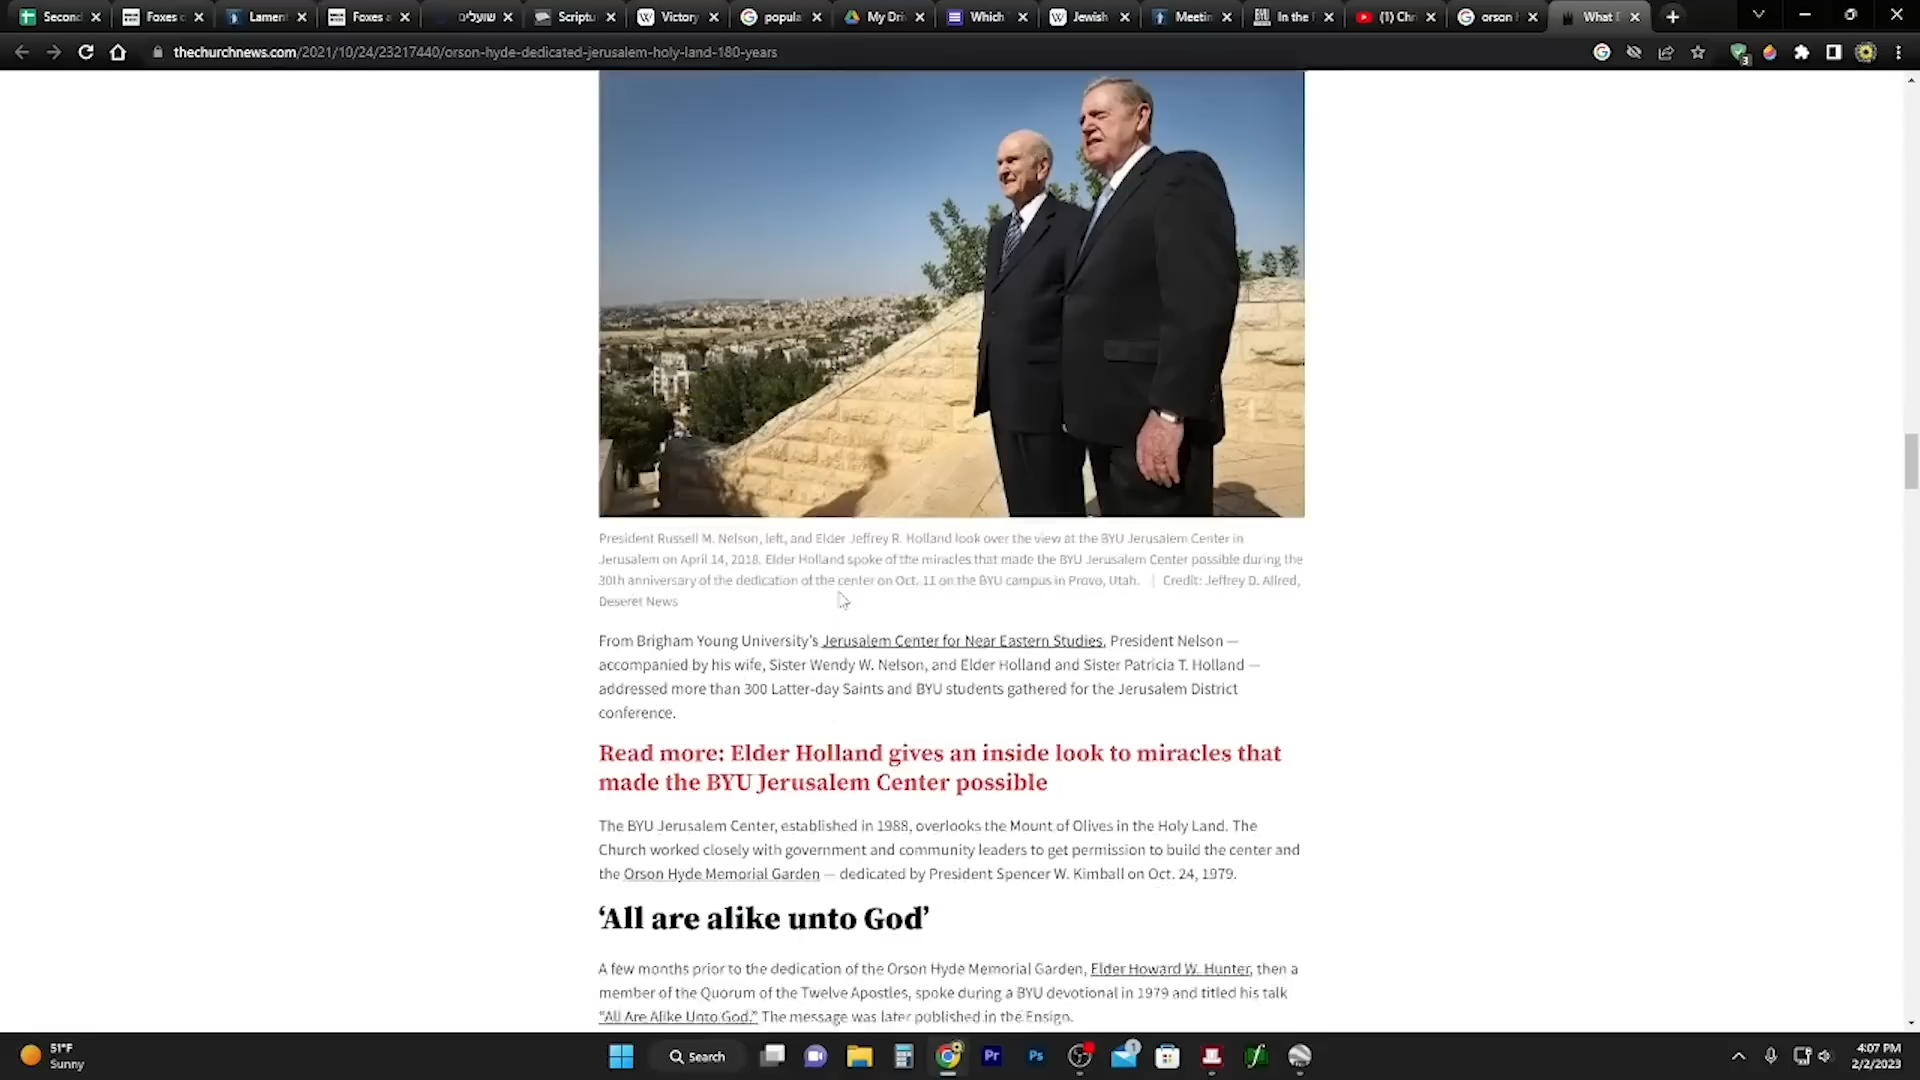 Second
Foxes c
Lament
Foxes a
שועלים
Scriptu
Victory
popula
My Dri
Which
Jewish
Meetin
In the
(1) Chr
orson
What D
thechurchnews.com/2021/10/24/23217440/orson-hyde-dedicated-jerusalem-holy-land-180-years
3
President Russell M. Nelson, left, and Elder Jeffrey R. Holland look over the view at the BYU Jerusalem Center in
Jerusalem on April 14, 2018. Elder Holland spoke of the miracles that made the BYU Jerusalem Center possible during the
30th anniversary of the dedication of the center on Oct. 11 on the BYU campus in Provo, Utah. | Credit: Jeffrey D. Allred,
Deseret News
From Brigham Young University’s Jerusalem Center for Near Eastern Studies, President Nelson —
accompanied by his wife, Sister Wendy W. Nelson, and Elder Holland and Sister Patricia T. Holland —
addressed more than 300 Latter-day Saints and BYU students gathered for the Jerusalem District
conference.
Read more: Elder Holland gives an inside look to miracles that
made the BYU Jerusalem Center possible
The BYU Jerusalem Center, established in 1988, overlooks the Mount of Olives in the Holy Land. The
Church worked closely with government and community leaders to get permission to build the center and
the Orson Hyde Memorial Garden — dedicated by President Spencer W. Kimball on Oct. 24, 1979.
‘All are alike unto God’
A few months prior to the dedication of the Orson Hyde Memorial Garden, Elder Howard W. Hunter, then a
member of the Quorum of the Twelve Apostles, spoke during a BYU devotional in 1979 and titled his talk
“All Are Alike Unto God.” The message was later published in the Ensign.
51°F
Sunny
Search
Pr
Ps
1
4:07 PM
2/2/2023